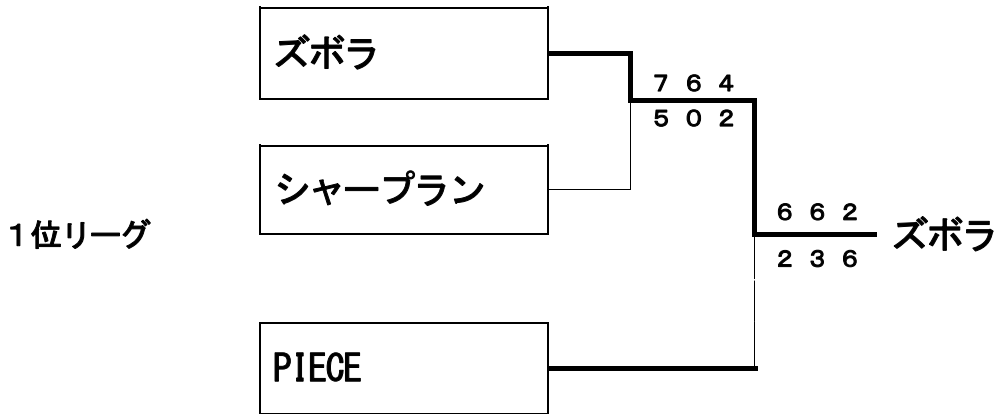 ズボラ
７ ６ ４
５ ０ ２
シャープラン
１位リーグ
６ ６ ２
ズボラ
２ ３ ６
PIECE